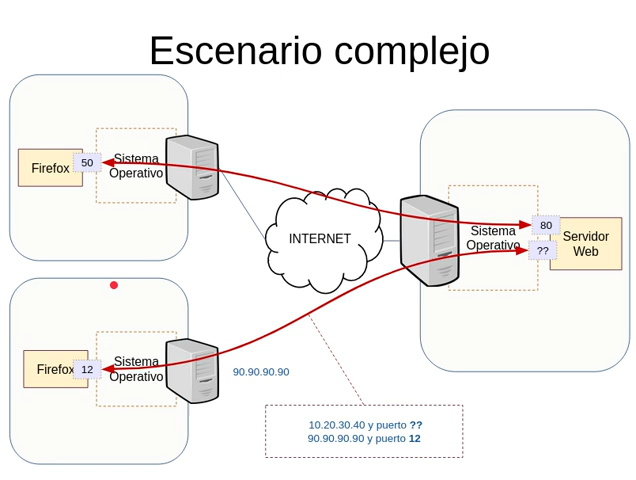 Escenario complejo
Firefox
50
Sistema
Operativo
INTERNET
80
Sistema
Operativo
??
Servidor
Web
Firefox
12
Sistema
Operativo
90.90.90.90
10.20.30.40 y puerto ??
90.90.90.90 y puerto 12